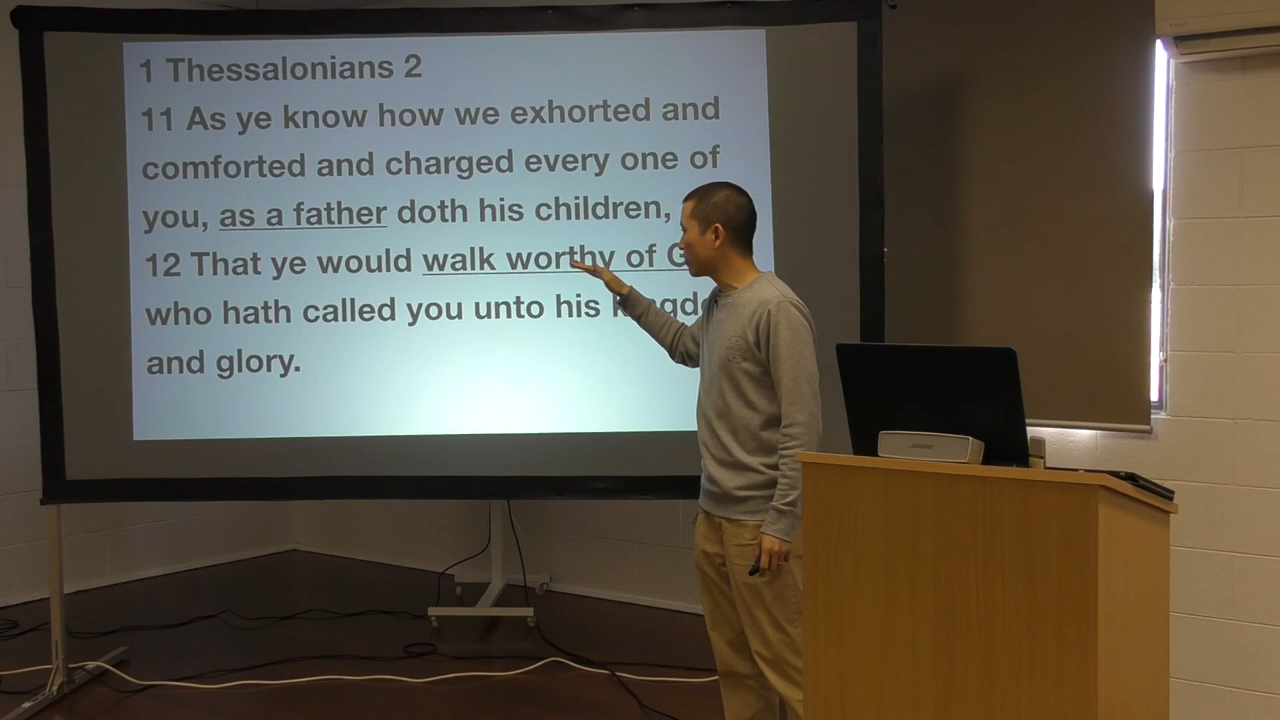 1 Thessalonians 2
11 As ye know how we exhorted and
comforted and charged every one of
you, as a father doth his children,
12 That ye would walk worthy of
who hath called you unto his
and glory.
BOSE